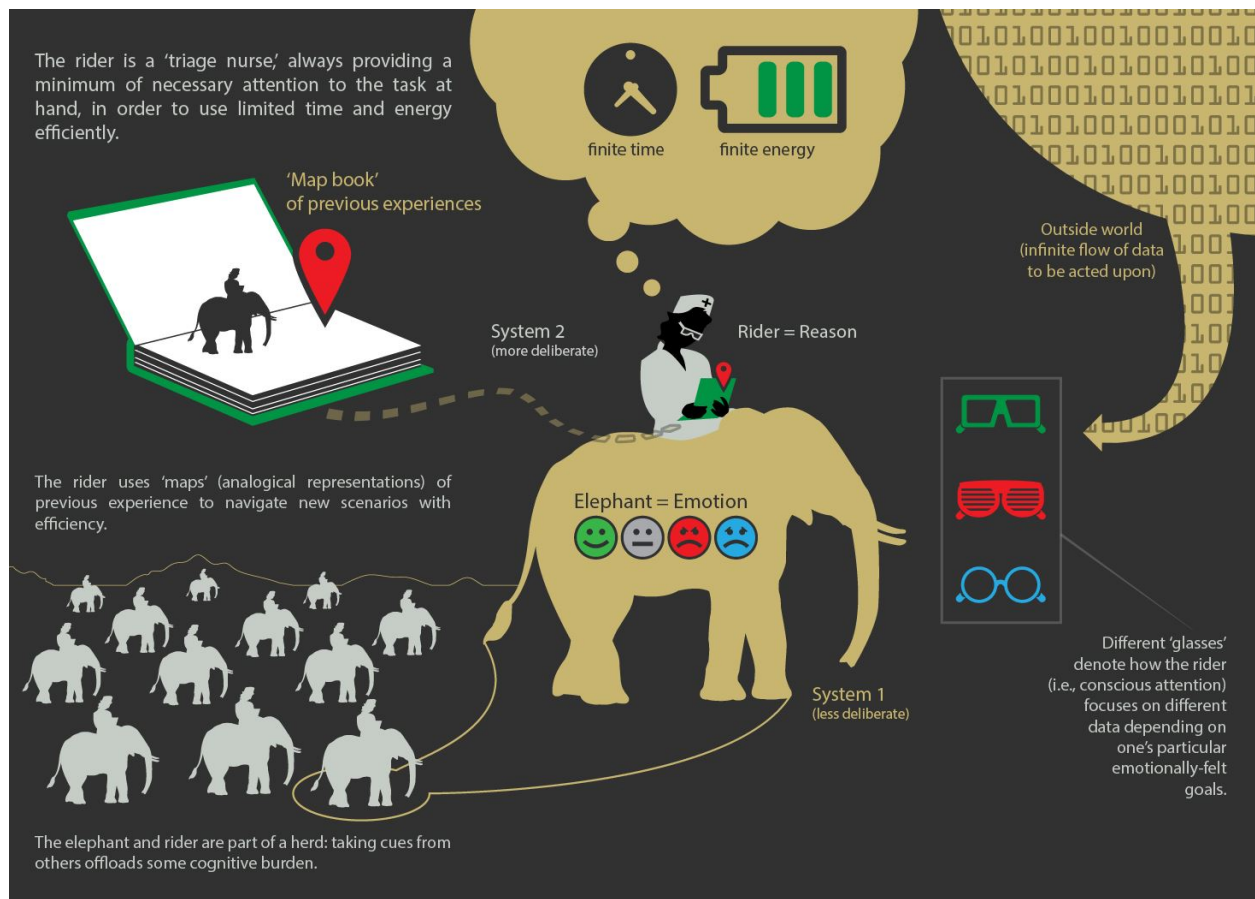 The rider is a ‘triage nurse,’ always providing a
minimum of necessary attention to the task at
hand, in order to use limited time and energy
efficiently.
finite time
finite energy
‘Map book’
of previous experiences
Outside world
(infinite flow of data
to be acted upon)
System 2
(more deliberate)
Rider = Reason
The rider uses ‘maps’ (analogical representations) of
previous experience to navigate new scenarios with
efficiency.
Elephant = Emotion
System 1
(less deliberate)
Different ‘glasses’
denote how the rider
(i.e., conscious attention)
focuses on different
data depending on
one’s particular
emotionally-felt
goals.
The elephant and rider are part of a herd: taking cues from
others offloads some cognitive burden.